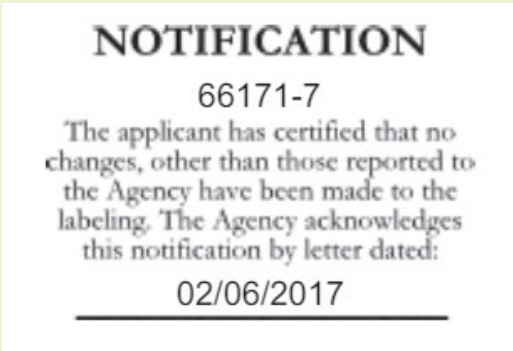 NOTIFICATION
66171-7
The applicant has certified that no
changes, other than those reported to
the Agency have been made to the
labeling. The Agency acknowledges
this notification by letter dated:
02/06/2017